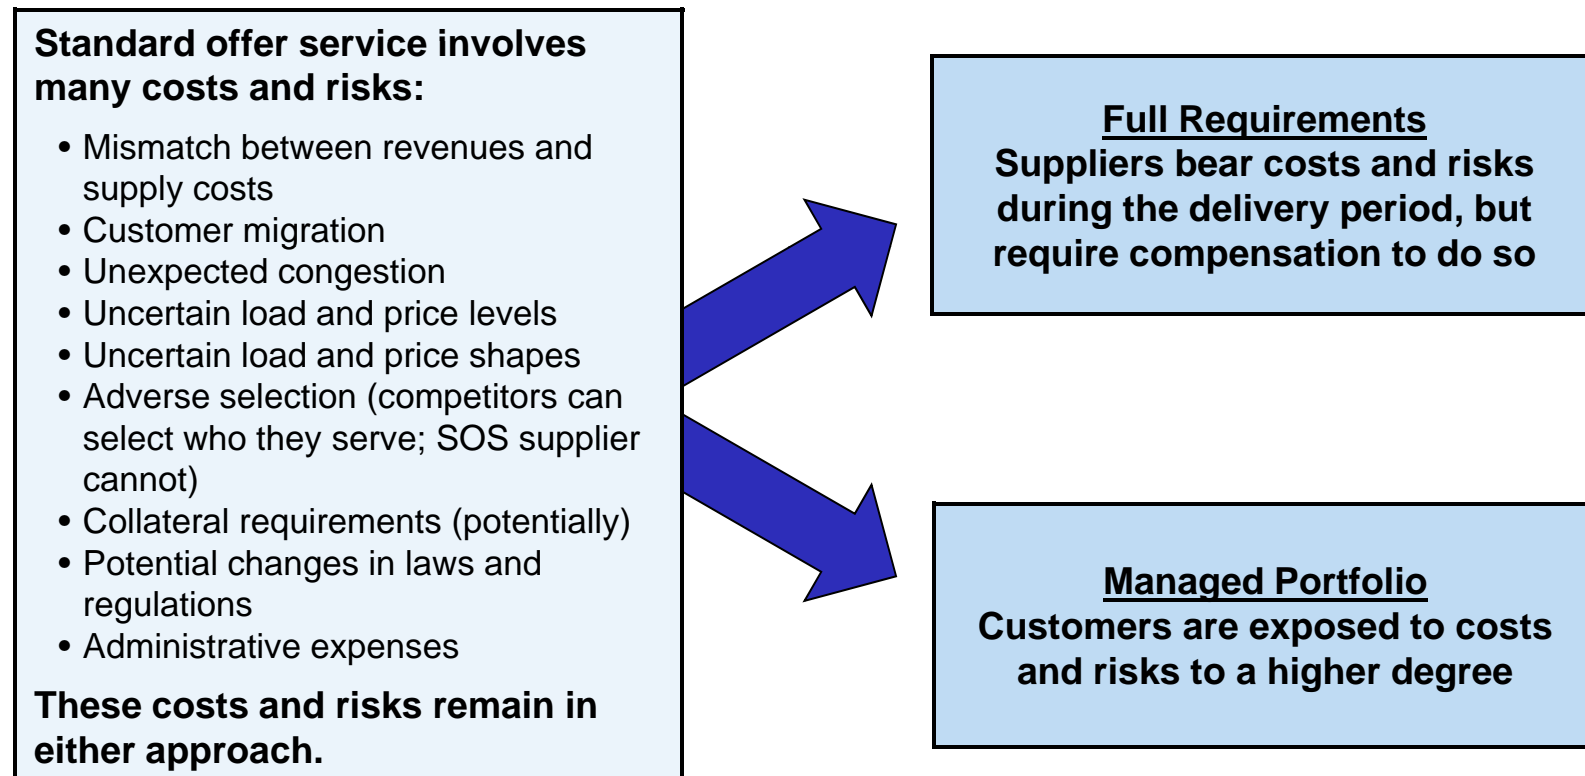 Standard offer service involves
many costs and risks:
• Mismatch between revenues and
supply costs
• Customer migration
• Unexpected congestion
• Uncertain load and price levels
• Uncertain load and price shapes
• Adverse selection (competitors can
select who they serve; SOS supplier
cannot)
• Collateral requirements (potentially)
• Potential changes in laws and
regulations
• Administrative expenses
These costs and risks remain in
either approach.
Full Requirements
Suppliers bear costs and risks
during the delivery period, but
require compensation to do so
Managed Portfolio
Customers are exposed to costs
and risks to a higher degree